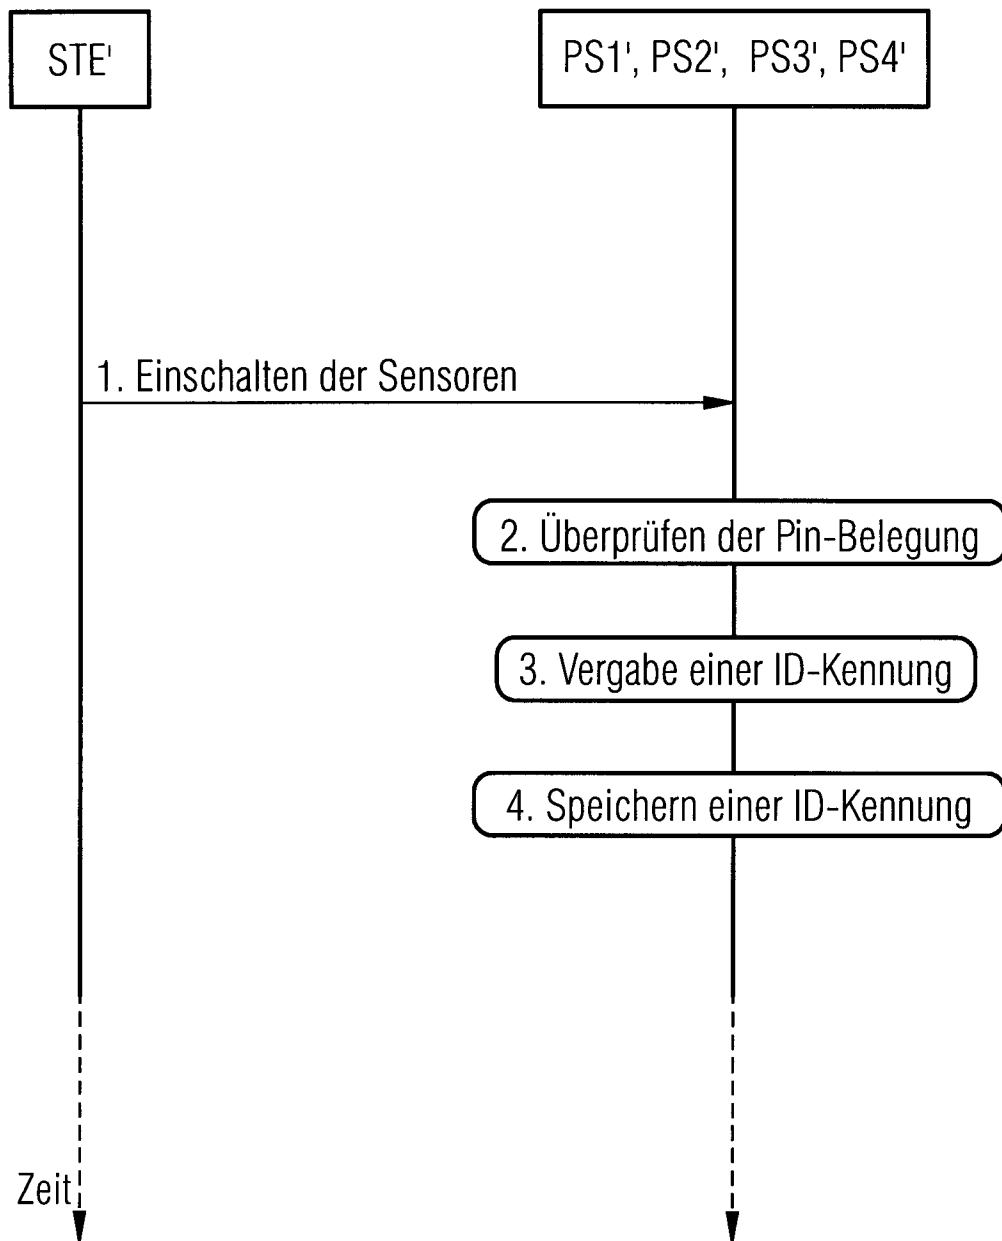 STE'
PS1', PS2', PS3', PS4'
1. Einschalten der Sensoren
2. Überprüfen der Pin-Belegung
3. Vergabe einer ID-Kennung
4. Speichern einer ID-Kennung
Zeit